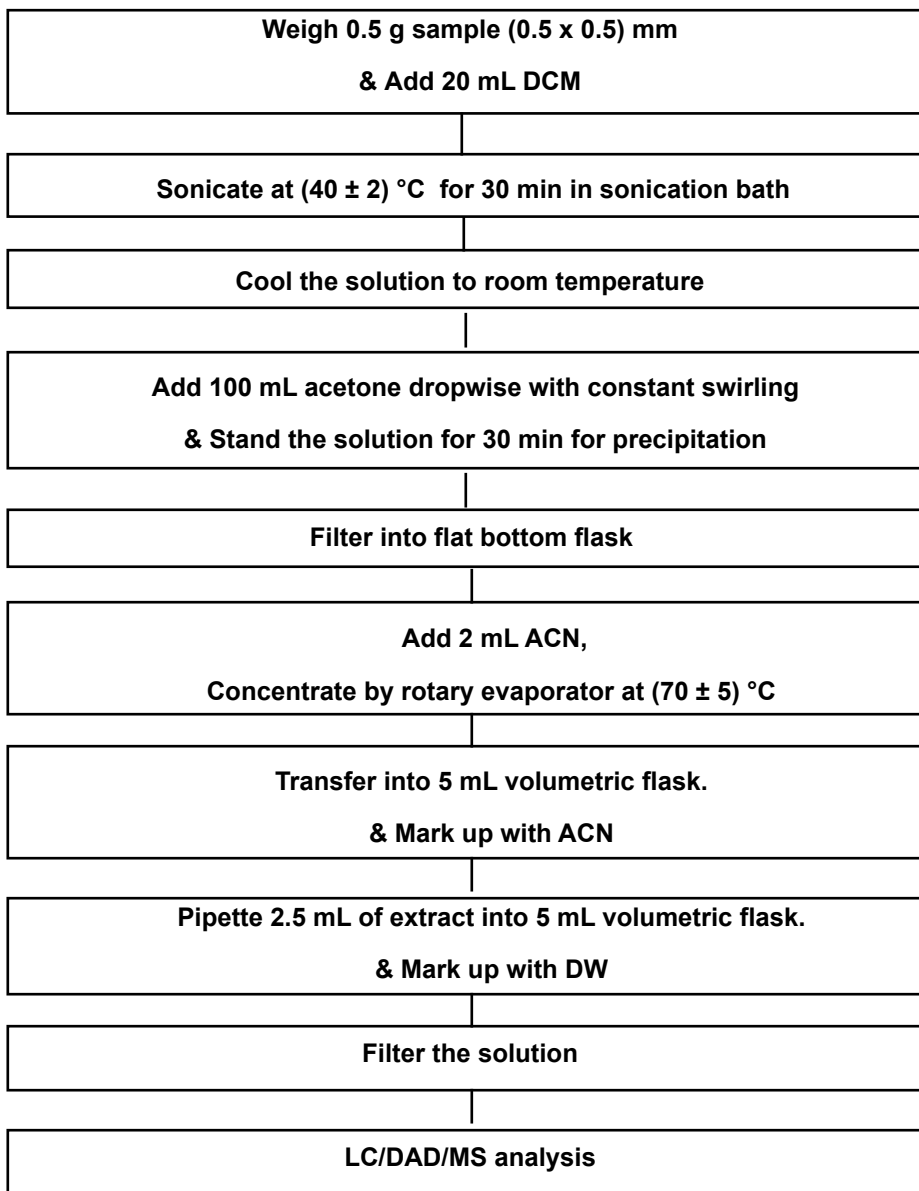 Weigh 0.5 g sample (0.5 x 0.5) mm
& Add 20 mL DCM
Sonicate at (40 ± 2) °C for 30 min in sonication bath
Cool the solution to room temperature
Add 100 mL acetone dropwise with constant swirling
& Stand the solution for 30 min for precipitation
Filter into flat bottom flask
Add 2 mL ACN,
Concentrate by rotary evaporator at (70 ± 5) °C
Transfer into 5 mL volumetric flask.
& Mark up with ACN
Pipette 2.5 mL of extract into 5 mL volumetric flask.
& Mark up with DW
Filter the solution
LC/DAD/MS analysis